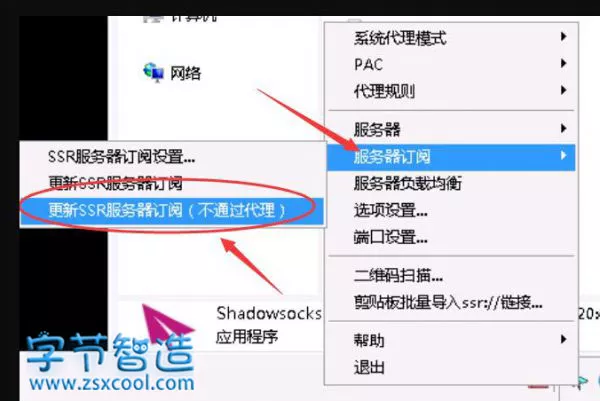 计算机
网络
系统代理模式
PAC
代理规则
服务器
服务器订阅
服务器负载均衡
选项设置...
端口设置...
二维码扫描...
剪贴板批量导入ssr://链接...
帮助
退出
SSR服务器订阅设置...
更新SSR服务器订阅
更新SSR服务器订阅（不通过代理）
Shadowsocks
应用程序
20x
字节智造
www.zsxcool.com